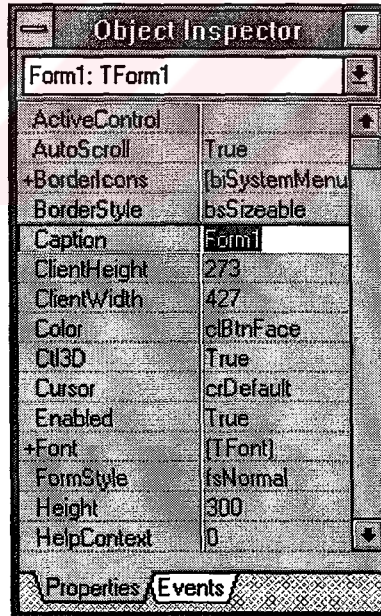 Object Inspector
Form1: TForm1
ActiveControl
AutoScroll True
+BorderIcons [biSystemMenu
BorderStyle bsSizeable
Caption Form1
ClientHeight 273
ClientWidth 427
Color clBtnFace
Ctl3D True
Cursor crDefault
Enabled True
+Font [TFont]
FormStyle fsNormal
Height 300
HelpContext 0
Properties Events